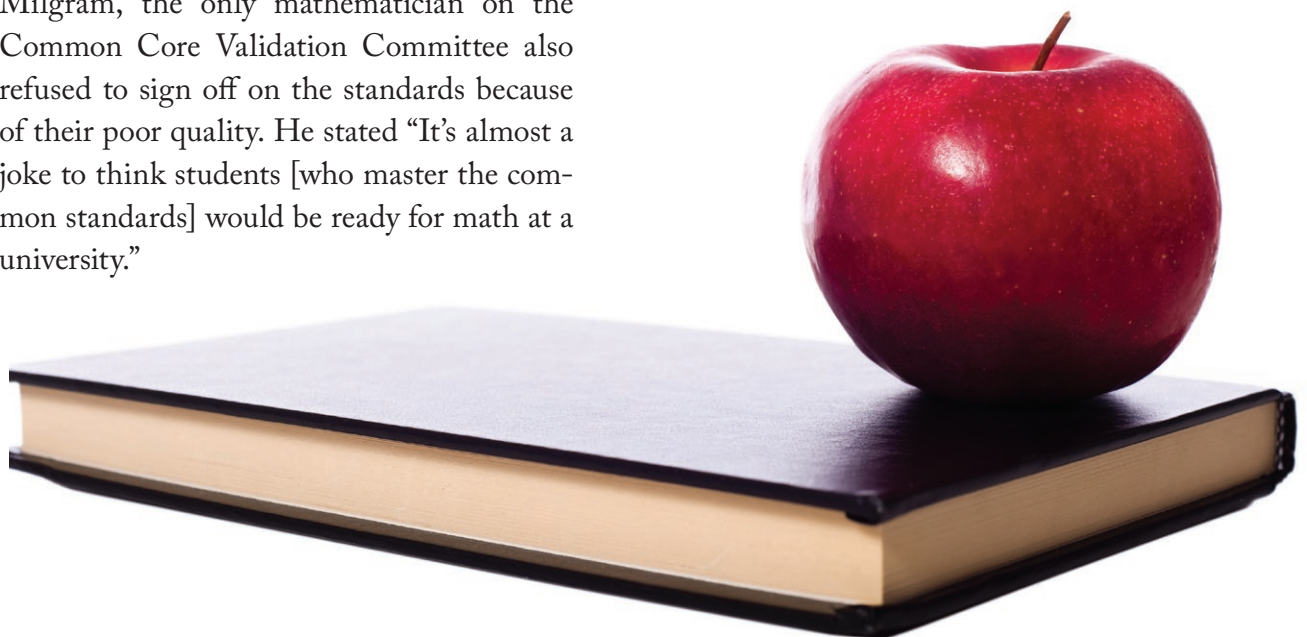 Milgram, the only mathematician on the
Common Core Validation Committee also
refused to sign off on the standards because
of their poor quality. He stated “It’s almost a
joke to think students [who master the com-
mon standards] would be ready for math at a
university.”